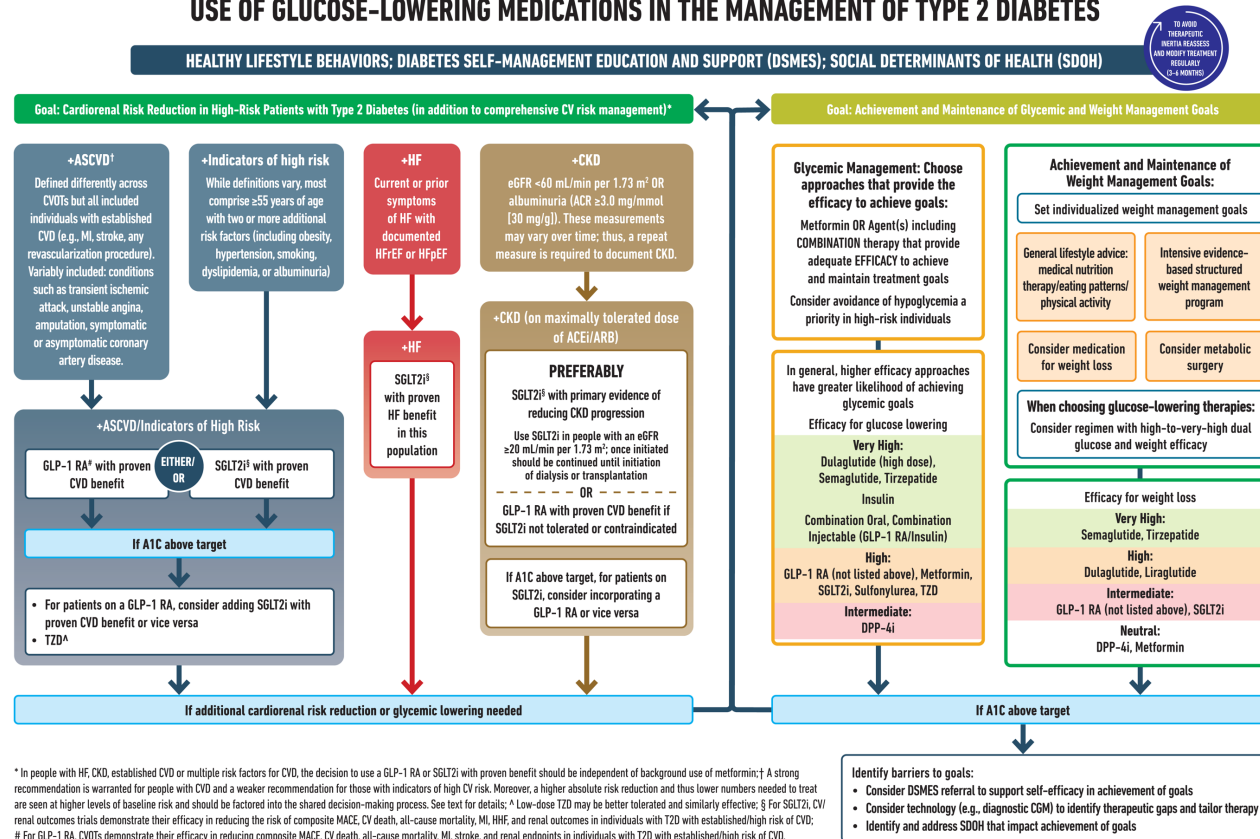 USE OF GLUCOSE-LOWERING MEDICATIONS IN THE MANAGEMENT OF TYPE 2 DIABETES
TO AVOID
THERAPEUTIC
INERTIA REASSESS
AND MODIFY TREATMENT
REGULARLY
(3-6 MONTHS)
HEALTHY LIFESTYLE BEHAVIORS; DIABETES SELF-MANAGEMENT EDUCATION AND SUPPORT (DSMES); SOCIAL DETERMINANTS OF HEALTH (SDOH)
Goal: Cardiorenal Risk Reduction in High-Risk Patients with Type 2 Diabetes (in addition to comprehensive CV risk management)*
+ASCVD†
Defined differently across
CVOTs but all included
individuals with established
CVD (e.g., MI, stroke, any
revascularization procedure).
Variably included: conditions
such as transient ischemic
attack, unstable angina,
amputation, symptomatic
or asymptomatic coronary
artery disease.
+Indicators of high risk
While definitions vary, most
comprise ≥55 years of age
with two or more additional
risk factors (including obesity,
hypertension, smoking,
dyslipidemia, or albuminuria)
+ASCVD/Indicators of High Risk
GLP-1 RA# with proven
CVD benefit
EITHER/
OR
SGLT2i§ with proven
CVD benefit
If A1C above target
• For patients on a GLP-1 RA, consider adding SGLT2i with
proven CVD benefit or vice versa
• TZD^
+HF
Current or prior
symptoms
of HF with
documented
HFrEF or HFpEF
+HF
SGLT2i§
with proven
HF benefit
in this
population
+CKD
eGFR <60 mL/min per 1.73 m² OR
albuminuria (ACR ≥3.0 mg/mmol
[30 mg/g]). These measurements
may vary over time; thus, a repeat
measure is required to document CKD.
+CKD (on maximally tolerated dose
of ACEi/ARB)
PREFERABLY
SGLT2i§ with primary evidence of
reducing CKD progression
Use SGLT2i in people with an eGFR
≥20 mL/min per 1.73 m²; once initiated
should be continued until initiation
of dialysis or transplantation
OR
GLP-1 RA with proven CVD benefit if
SGLT2i not tolerated or contraindicated
If A1C above target, for patients on
SGLT2i, consider incorporating a
GLP-1 RA or vice versa
If additional cardiorenal risk reduction or glycemic lowering needed
Goal: Achievement and Maintenance of Glycemic and Weight Management Goals
Glycemic Management: Choose
approaches that provide the
efficacy to achieve goals:
Metformin OR Agent(s) including
COMBINATION therapy that provide
adequate EFFICACY to achieve
and maintain treatment goals
Consider avoidance of hypoglycemia a
priority in high-risk individuals
In general, higher efficacy approaches
have greater likelihood of achieving
glycemic goals
Efficacy for glucose lowering
Very High:
Dulaglutide (high dose),
Semaglutide, Tirzepatide
Insulin
Combination Oral, Combination
Injectable (GLP-1 RA/Insulin)
High:
GLP-1 RA (not listed above), Metformin,
SGLT2i, Sulfonylurea, TZD
Intermediate:
DPP-4i
Achievement and Maintenance of
Weight Management Goals:
Set individualized weight management goals
General lifestyle advice:
medical nutrition
therapy/eating patterns/
physical activity
Intensive evidence-
based structured
weight management
program
Consider medication
for weight loss
Consider metabolic
surgery
When choosing glucose-lowering therapies:
Consider regimen with high-to-very-high dual
glucose and weight efficacy
Efficacy for weight loss
Very High:
Semaglutide, Tirzepatide
High:
Dulaglutide, Liraglutide
Intermediate:
GLP-1 RA (not listed above), SGLT2i
Neutral:
DPP-4i, Metformin
If A1C above target
Identify barriers to goals:
• Consider DSMES referral to support self-efficacy in achievement of goals
• Consider technology (e.g., diagnostic CGM) to identify therapeutic gaps and tailor therapy
• Identify and address SDOH that impact achievement of goals
* In people with HF, CKD, established CVD or multiple risk factors for CVD, the decision to use a GLP-1 RA or SGLT2i with proven benefit should be independent of background use of metformin;† A strong
recommendation is warranted for people with CVD and a weaker recommendation for those with indicators of high CV risk. Moreover, a higher absolute risk reduction and thus lower numbers needed to treat
are seen at higher levels of baseline risk and should be factored into the shared decision-making process. See text for details; ^ Low-dose TZD may be better tolerated and similarly effective; § For SGLT2i, CV/
renal outcomes trials demonstrate their efficacy in reducing the risk of composite MACE, CV death, all-cause mortality, MI, HHF, and renal outcomes in individuals with T2D with established/high risk of CVD;
# For GLP-1 RA, CVOTs demonstrate their efficacy in reducing composite MACE, CV death, all-cause mortality, MI, stroke, and renal endpoints in individuals with T2D with established/high risk of CVD.